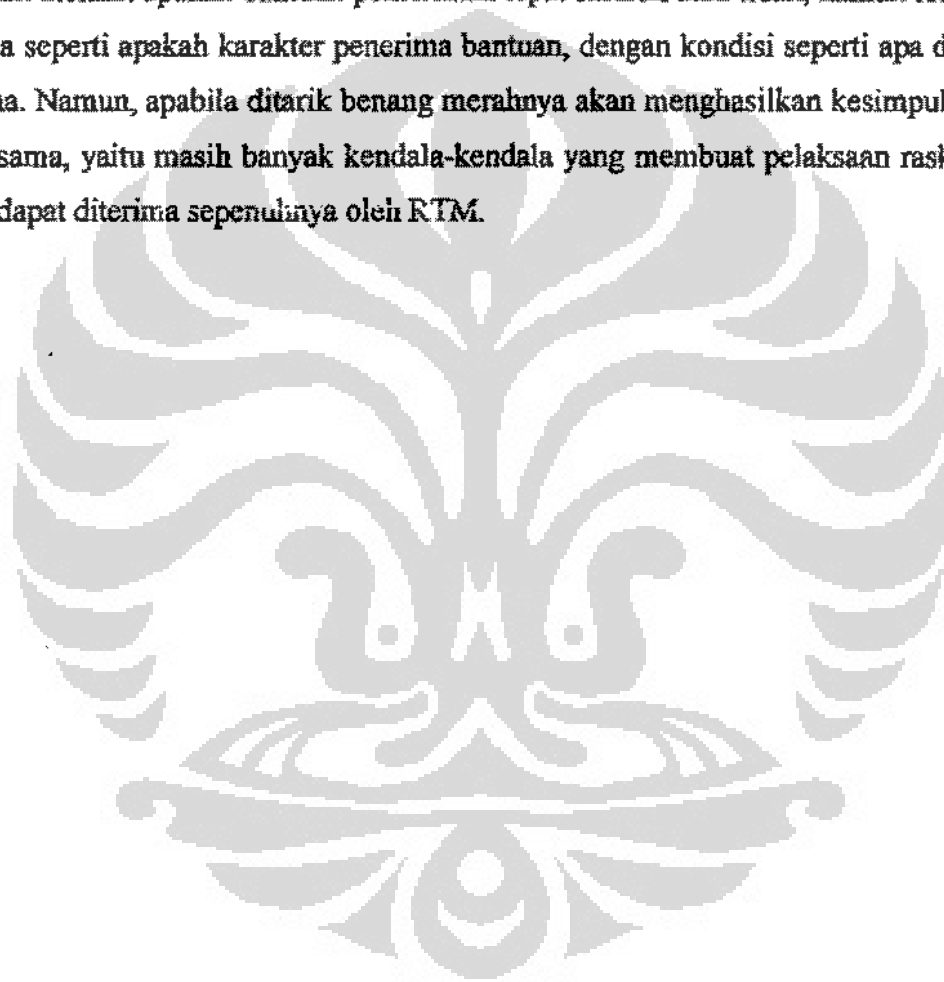 a seperti apakah karakter penerima bantuan, dengan kondisi seperti apa d
na. Namun, apabila ditarik benang merahnya akan menghasilkan kesimpul
sama, yaitu masih banyak kendala-kendala yang membuat pelaksaan rask
dapat diterima sepenuhnya oleh RTM.